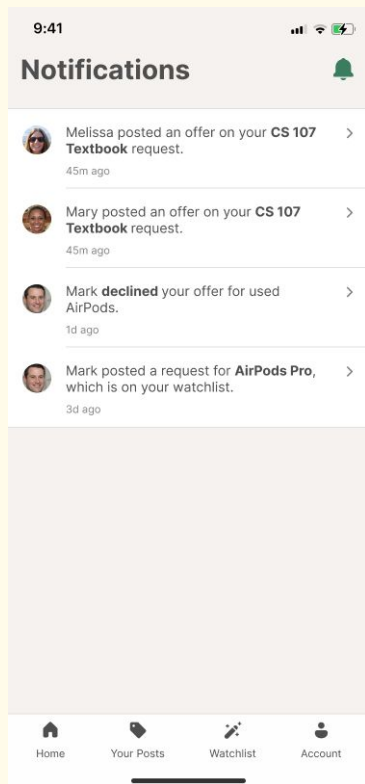 9:41
Notifications
Melissa posted an offer on your CS 107
Textbook request.
45m ago
Mary posted an offer on your CS 107
Textbook request.
45m ago
Mark declined your offer for used
AirPods.
1d ago
Mark posted a request for AirPods Pro,
which is on your watchlist.
3d ago
Home Your Posts Watchlist Account